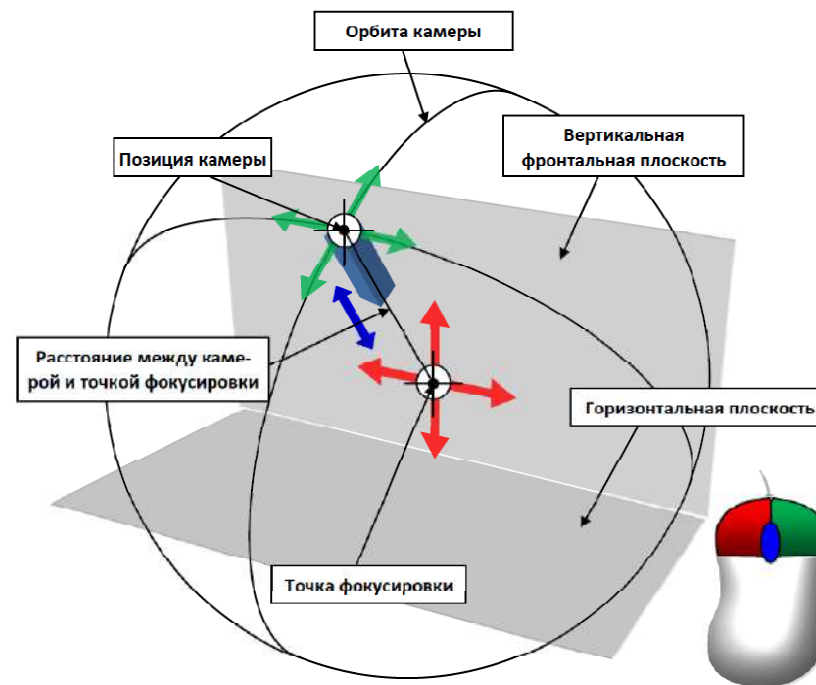 Орбита камеры
Вертикальная
фронтальная плоскость
Позиция камеры
Расстояние между каме-
рой и точкой фокусировки
Горизонтальная плоскость
Точка фокусировки